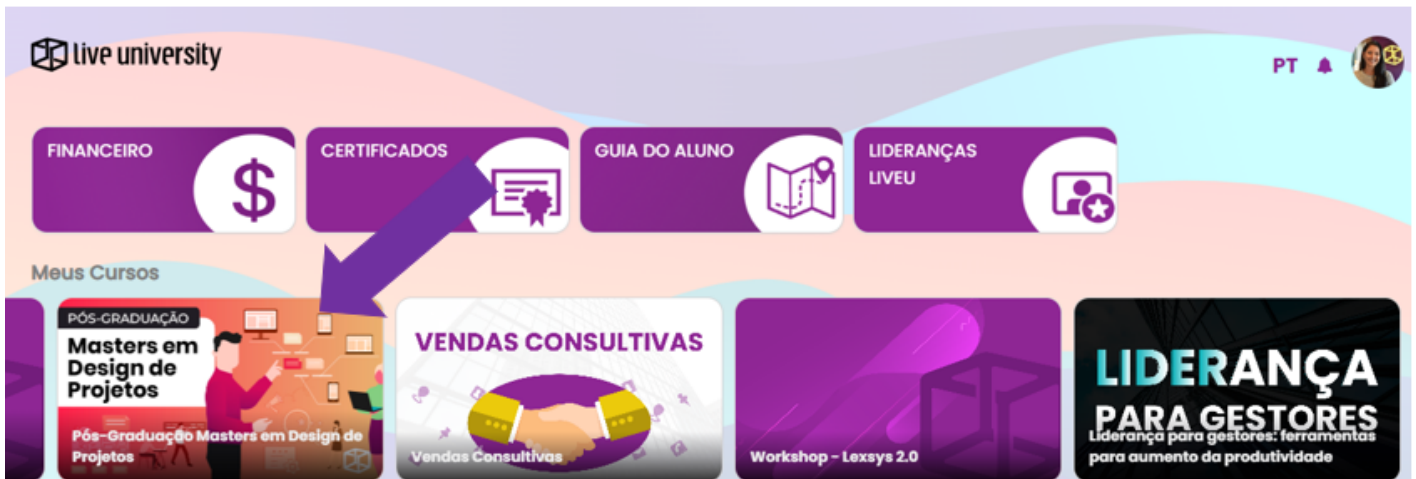 live university
PT
FINANCEIRO
$
CERTIFICADOS
GUIA DO ALUNO
LIDERANÇAS
LIVEU
Meus Cursos
PÓS-GRADUAÇÃO
Masters em
Design de
Projetos
Pós-Graduação Masters em Design de
Projetos
VENDAS CONSULTIVAS
Vendas Consultivas
Workshop - Lexsys 2.0
LIDERANÇA
PARA GESTORES
Liderança para gestores: ferramentas
para aumento da produtividade